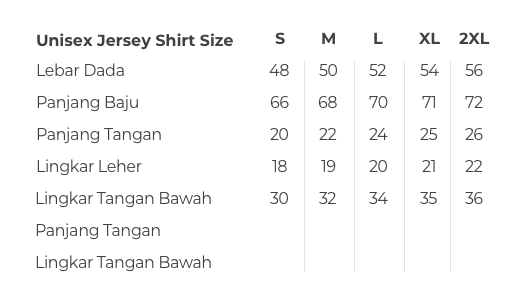 Unisex Jersey Shirt Size S M L XL 2XL
Lebar Dada 48 50 52 54 56
Panjang Baju 66 68 70 71 72
Panjang Tangan 20 22 24 25 26
Lingkar Leher 18 19 20 21 22
Lingkar Tangan Bawah 30 32 34 35 36
Panjang Tangan
Lingkar Tangan Bawah